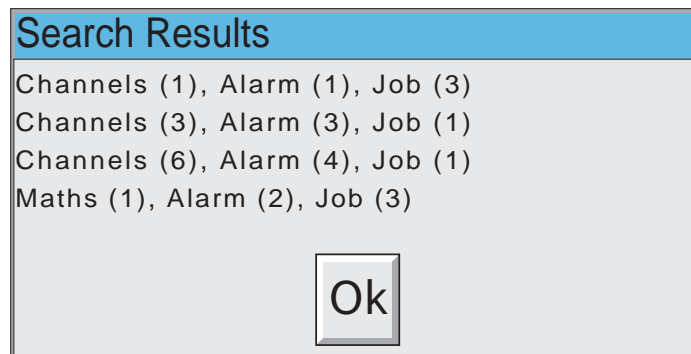 Search Results
Channels (1), Alarm (1), Job (3)
Channels (3), Alarm (3), Job (1)
Channels (6), Alarm (4), Job (1)
Maths (1), Alarm (2), Job (3)
Ok